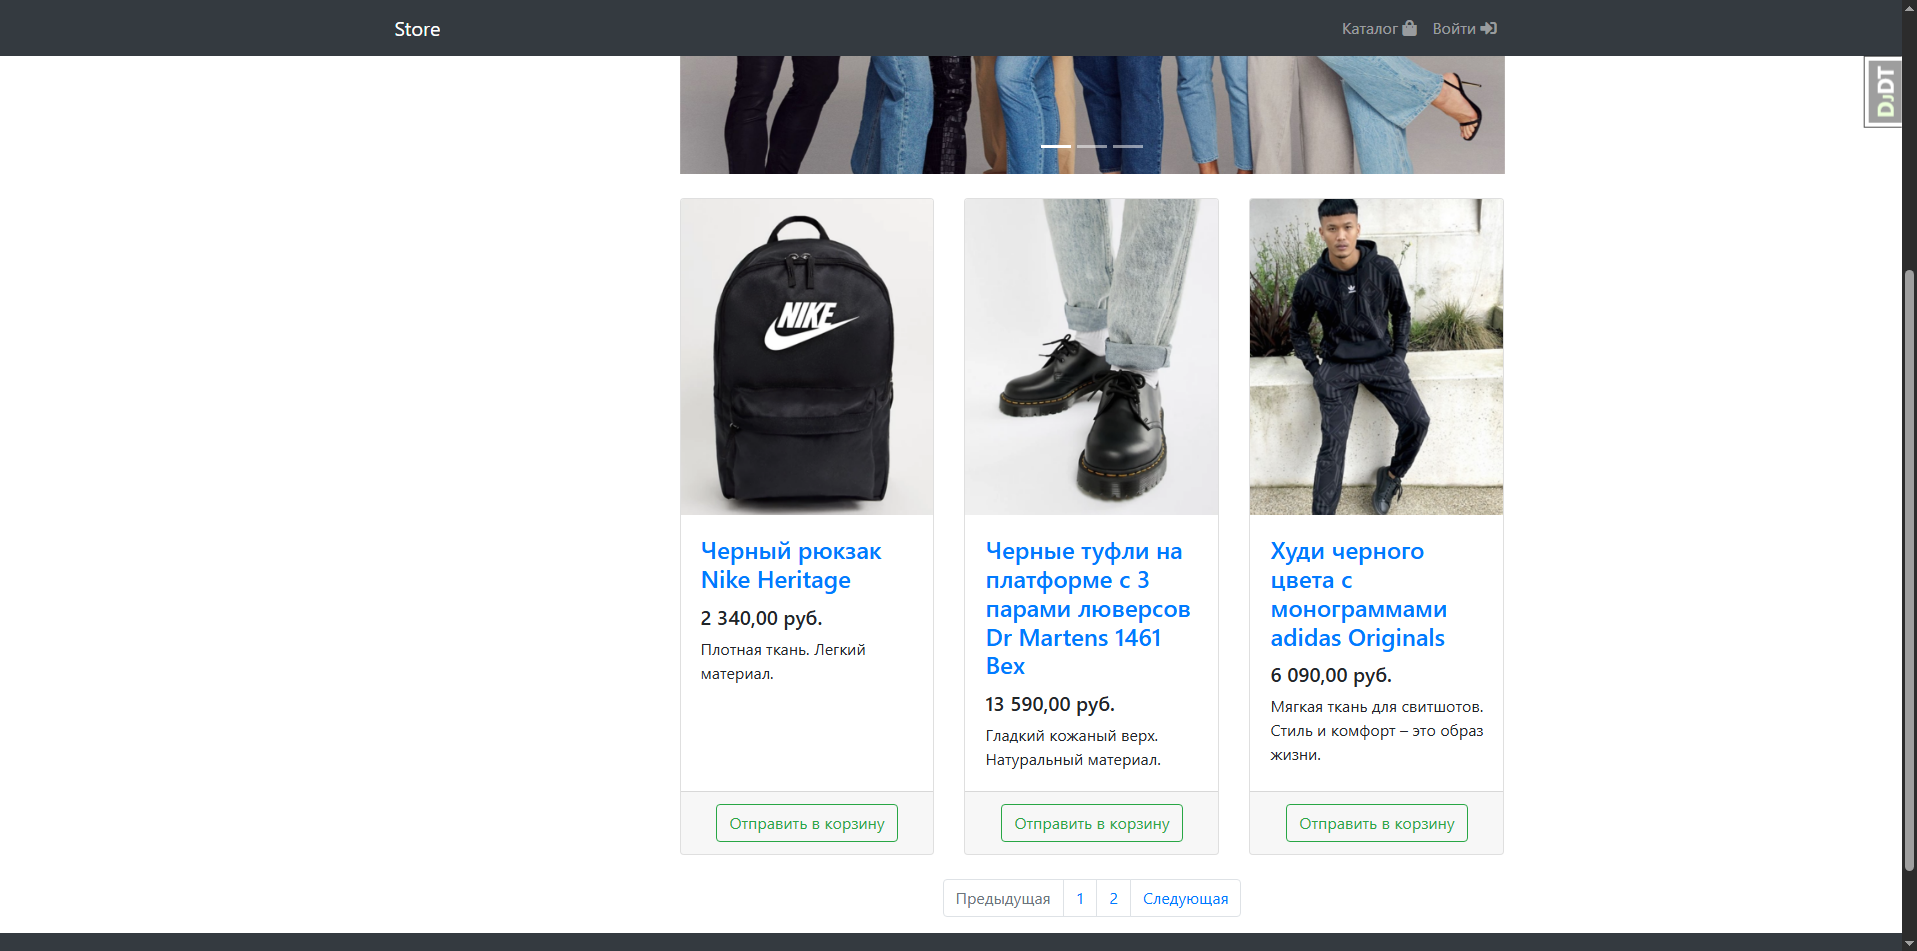 Store
Каталог
Войти
DjDT
NIKE
Черный рюкзак
Nike Heritage
2 340,00 руб.
Плотная ткань. Легкий
материал.
Отправить в корзину
Черные туфли на
платформе с 3
парами люверсов
Dr Martens 1461
Bex
13 590,00 руб.
Гладкий кожаный верх.
Натуральный материал.
Отправить в корзину
Худи черного
цвета с
монограммами
adidas Originals
6 090,00 руб.
Мягкая ткань для свитшотов.
Стиль и комфорт – это образ
жизни.
Отправить в корзину
Предыдущая
1
2
Следующая